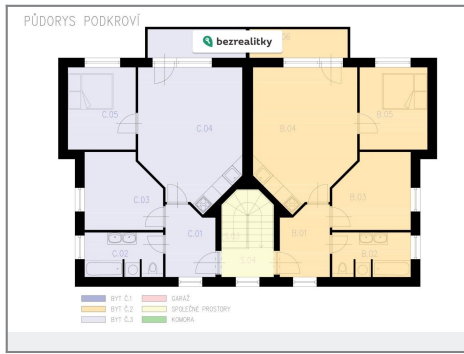 PŮDORYS PODKROVÍ
bezrealitky
C.05
C.04
B.04
B.05
C.03
B.03
C.01
B.01
C.02
B.02
S.04
BYT Č.1
GARÁŽ
BYT Č.2
SPOLEČNÉ PROSTORY
BYT Č.3
KOMORA